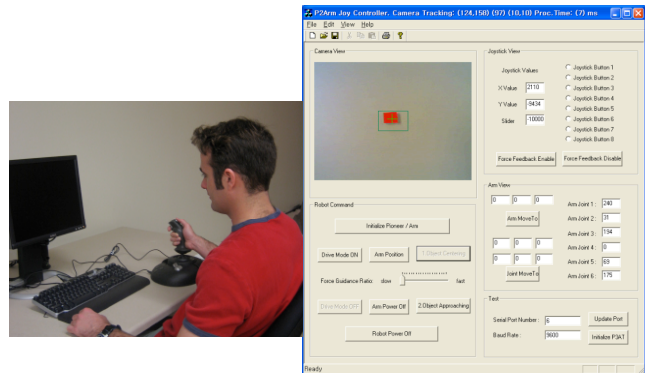 P2Arm Joy Controller. Camera Tracking: (124,158) (97) (10,10) Proc.Time: (7) ms
File Edit View Help
Camera View
Joystick View
Joystick Values
X Value 2110
Y Value -9434
Slider -10000
Joystick Button 1
Joystick Button 2
Joystick Button 3
Joystick Button 4
Joystick Button 5
Joystick Button 6
Joystick Button 7
Joystick Button 8
Force Feedback Enable
Force Feedback Disable
Robot Command
Initialize Pioneer / Arm
Drive Mode ON
Arm Position
1.Object Centering
Force Guidance Ratio: slow fast
Drive Mode OFF
Arm Power Off
2.Object Approaching
Robot Power Off
Arm View
0 0 0
Arm MoveTo
0 0 0
0 0 0
Joint MoveTo
Arm Joint 1 : 240
Arm Joint 2 : 31
Arm Joint 3 : 194
Arm Joint 4 : 0
Arm Joint 5 : 69
Arm Joint 6 : 175
Test
Serial Port Number : 6
Update Port
Baud Rate : 9600
Initialize P3AT
Ready